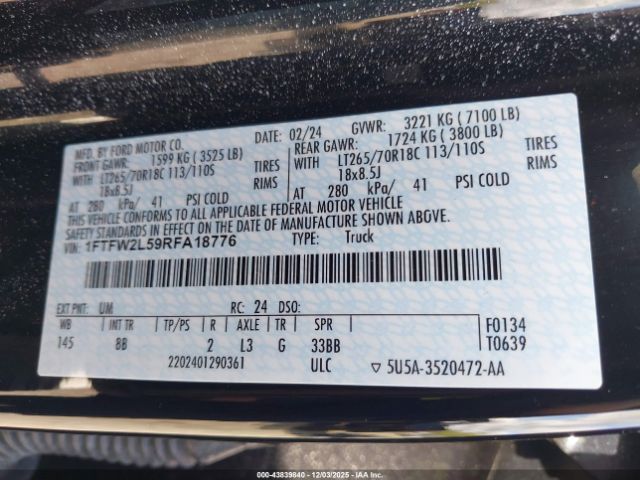 MFD. BY FORD MOTOR CO.
DATE: 02/24 GVWR: 3221 KG ( 7100 LB)
FRONT GAWR: 1599 KG ( 3525 LB) REAR GAWR: 1724 KG ( 3800 LB)
WITH LT265/70R18C 113/110S TIRES WITH LT265/70R18C 113/110S TIRES
18x8.5J RIMS 18x8.5J RIMS
AT 280 kPa/ 41 PSI COLD AT 280 kPa/ 41 PSI COLD
THIS VEHICLE CONFORMS TO ALL APPLICABLE FEDERAL MOTOR VEHICLE
SAFETY STANDARDS IN EFFECT ON THE DATE OF MANUFACTURE SHOWN ABOVE.
VIN: 1FTFW2L59RFA18776 TYPE: Truck
EXT PNT: UM RC: 24 DSO:
WB INT TR TP/PS R AXLE TR SPR F0134
145 8B 2 L3 G 33BB T0639
2202401290361 ULC ▽ 5U5A-3520472-AA
000-43839840 - 12/03/2025 - IAAI.COM